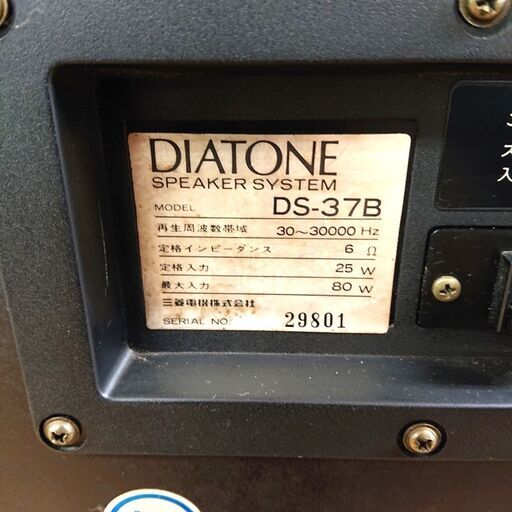 DIATONE
SPEAKER SYSTEM
MODEL DS-37B
再生周波数帯域 30〜30000 Hz
定格インピーダンス 6 Ω
定格入力 25 W
最大入力 80 W
三菱電機株式会社
SERIAL NO. 29801
ス
入